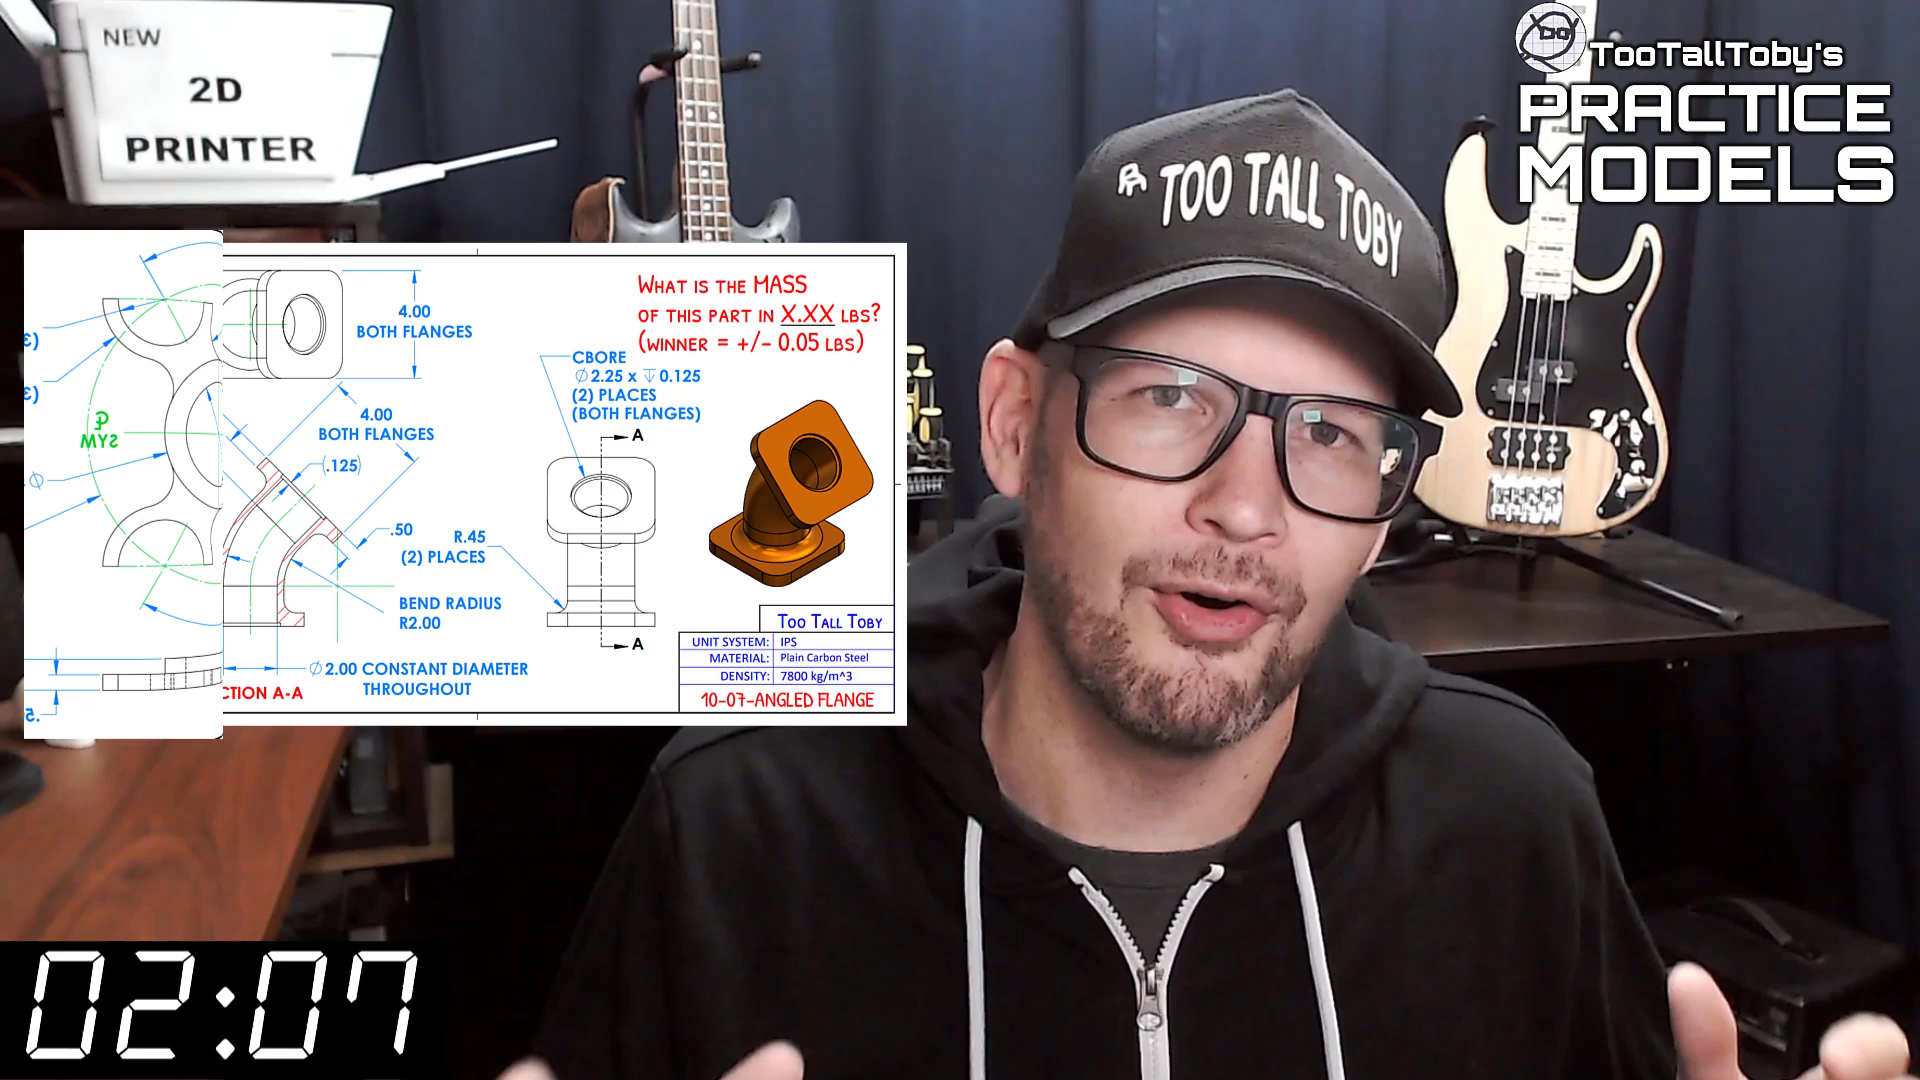 NEW
2D
PRINTER
TooTallToby's
PRACTICE
MODELS
TOO TALL TOBY
WHAT IS THE MASS
OF THIS PART IN X.XX LBS?
(WINNER = +/- 0.05 LBS)
4.00
BOTH FLANGES
CBORE
∅2.25 x ↧0.125
(2) PLACES
(BOTH FLANGES)
4.00
BOTH FLANGES
(.125)
A
℄
SYM
.50
R.45
(2) PLACES
BEND RADIUS
R2.00
A
∅2.00 CONSTANT DIAMETER
THROUGHOUT
CTION A-A
TOO TALL TOBY
UNIT SYSTEM: IPS
MATERIAL: Plain Carbon Steel
DENSITY: 7800 kg/m^3
10-07-ANGLED FLANGE
02:07